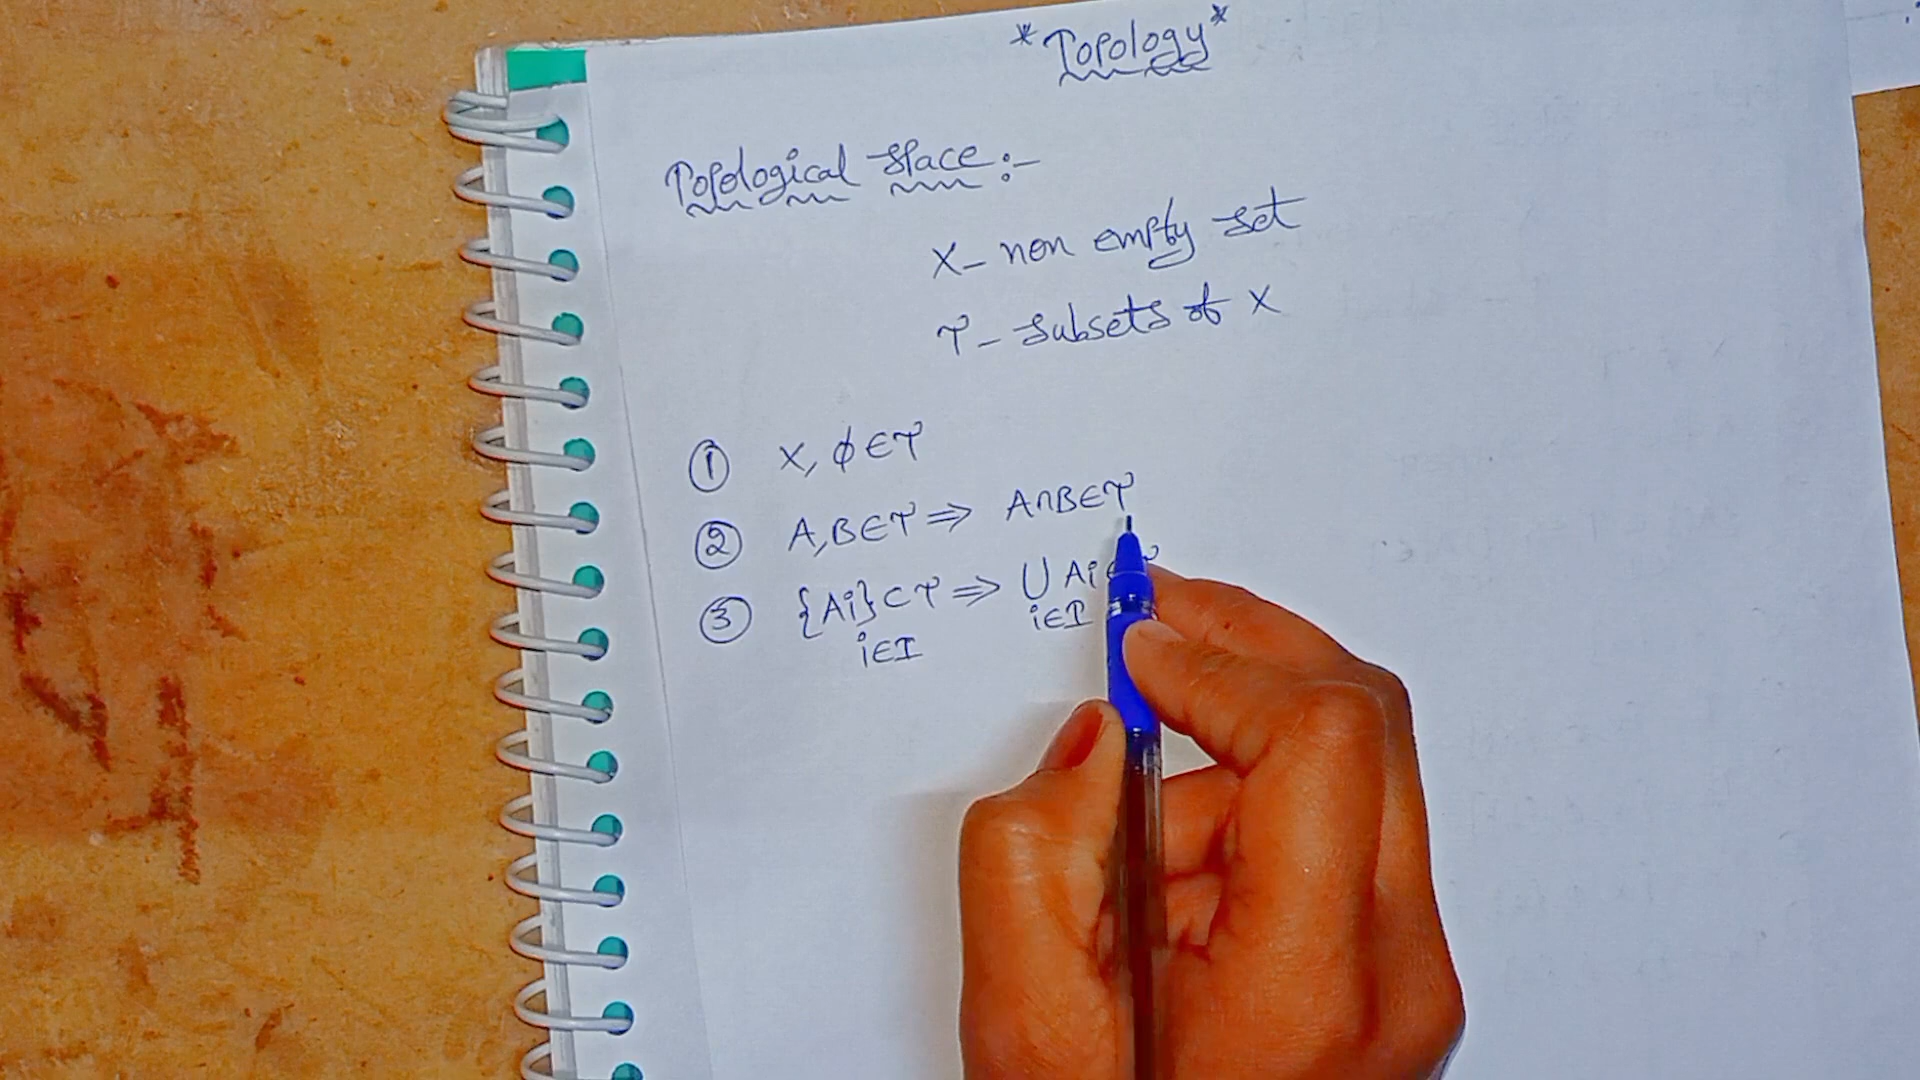 *Topology*
Topological space :-
X - non empty set
τ - subsets of X
① X, ϕ ∈ τ
② A, B ∈ τ ⇒ A ∩ B ∈ τ
③ {Ai} ⊂ τ ⇒ ⋃ Ai ∈ τ
i∈I i∈I